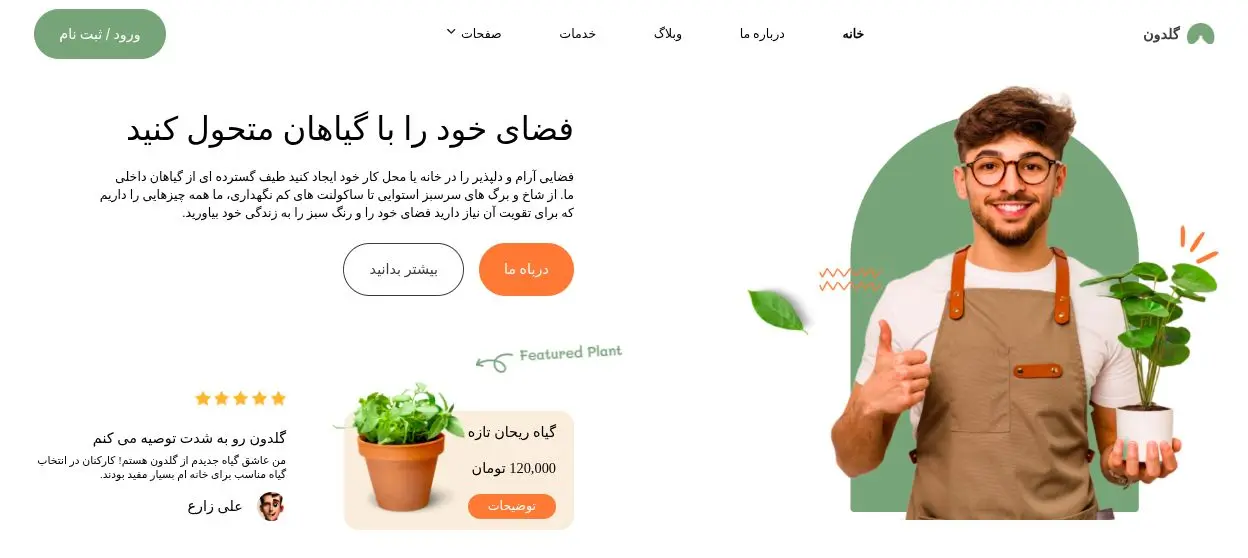 گلدون
خانه
درباره ما
وبلاگ
خدمات
صفحات
ورود / ثبت نام
فضای خود را با گیاهان متحول کنید
فضایی آرام و دلپذیر را در خانه یا محل کار خود ایجاد کنید طیف گسترده ای از گیاهان داخلی
ما. از شاخ و برگ های سرسبز استوایی تا ساکولنت های کم نگهداری، ما همه چیزهایی را داریم
که برای تقویت آن نیاز دارید فضای خود را و رنگ سبز را به زندگی خود بیاورید.
درباه ما
بیشتر بدانید
Featured Plant
گیاه ریحان تازه
120,000 تومان
توضیحات
گلدون رو به شدت توصیه می کنم
من عاشق گیاه جدیدم از گلدون هستم! کارکنان در انتخاب
گیاه مناسب برای خانه ام بسیار مفید بودند.
علی زارع